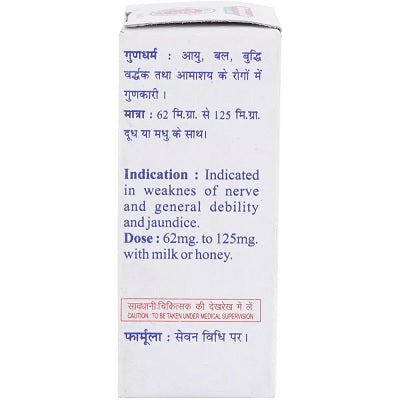 गुणधर्म : आयु, बल, बुद्धि
वर्द्धक तथा आमाशय के रोगों में
गुणकारी ।
मात्रा : 62 मि.ग्रा. से 125 मि.ग्रा.
दूध या मधु के साथ।
Indication : Indicated
in weaknes of nerve
and general debility
and jaundice.
Dose : 62mg. to 125mg.
with milk or honey.
सावधानी:चिकित्सक की देखरेख में लें
CAUTION : TO BE TAKEN UNDER MEDICAL SUPERVISION
फार्मूला : सेवन विधि पर।